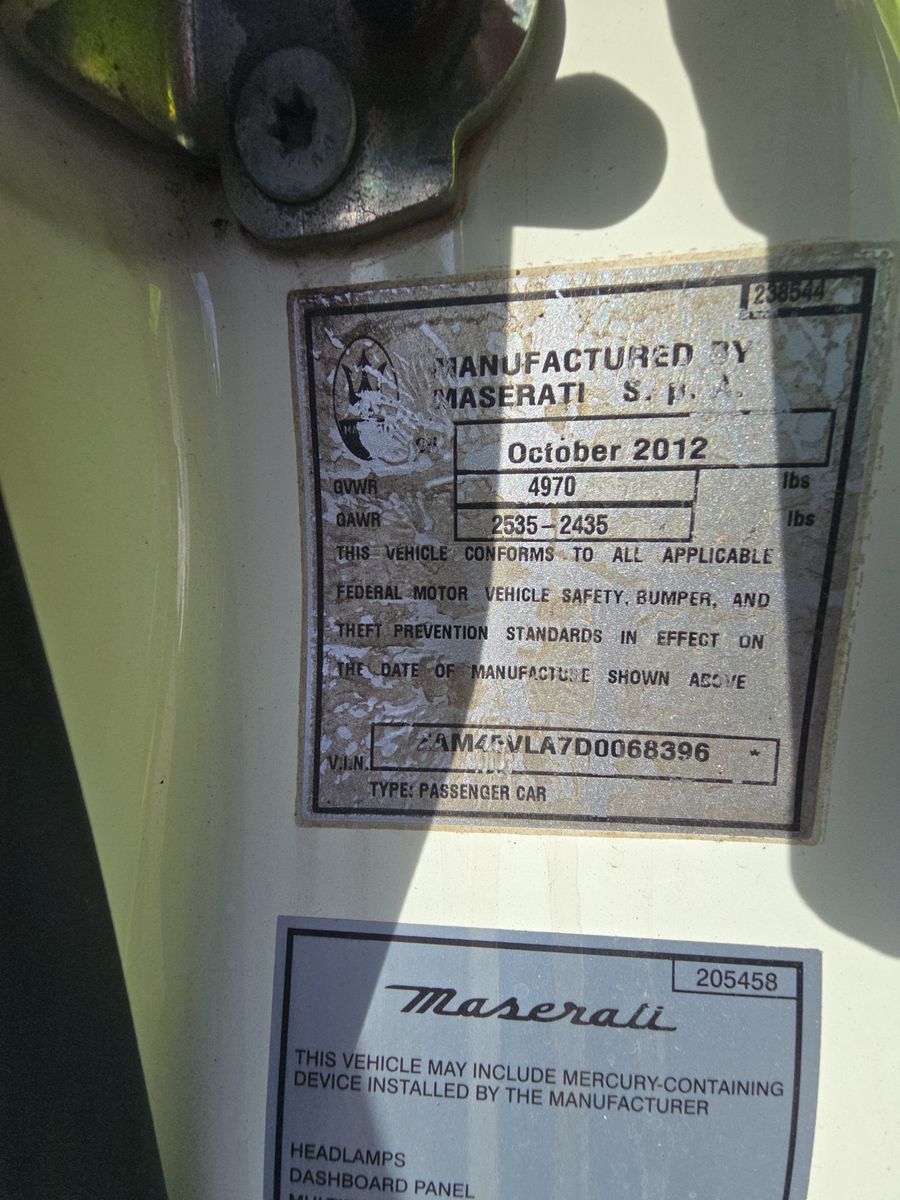 238544
MANUFACTURED BY
MASERATI S. p. A.
October 2012
GVWR 4970 lbs
GAWR 2535-2435 lbs
THIS VEHICLE CONFORMS TO ALL APPLICABLE
FEDERAL MOTOR VEHICLE SAFETY, BUMPER, AND
THEFT PREVENTION STANDARDS IN EFFECT ON
THE DATE OF MANUFACTURE SHOWN ABOVE
V.I.N.
TYPE: PASSENGER CAR
205458
Maserati
THIS VEHICLE MAY INCLUDE MERCURY-CONTAINING
DEVICE INSTALLED BY THE MANUFACTURER
HEADLAMPS
DASHBOARD PANEL